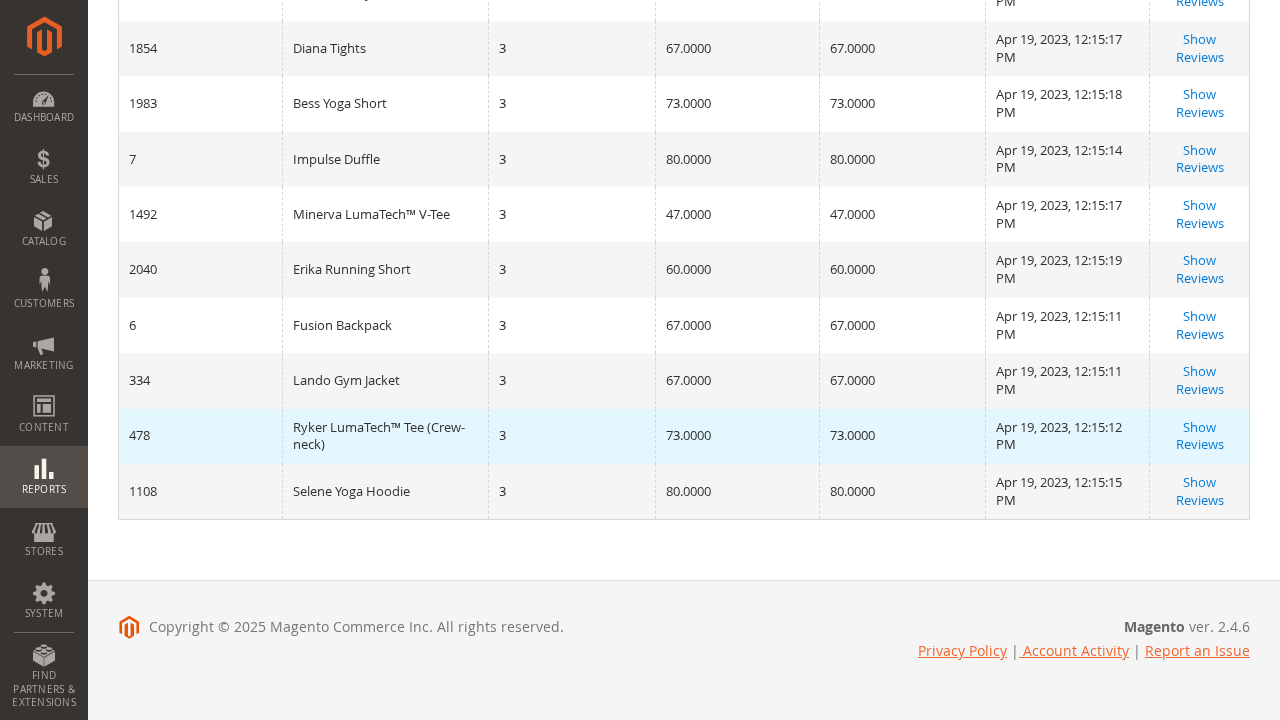 PM
Reviews
1854 Diana Tights 3 67.0000 67.0000 Apr 19, 2023, 12:15:17 PM Show Reviews
1983 Bess Yoga Short 3 73.0000 73.0000 Apr 19, 2023, 12:15:18 PM Show Reviews
7 Impulse Duffle 3 80.0000 80.0000 Apr 19, 2023, 12:15:14 PM Show Reviews
1492 Minerva LumaTech™ V-Tee 3 47.0000 47.0000 Apr 19, 2023, 12:15:17 PM Show Reviews
2040 Erika Running Short 3 60.0000 60.0000 Apr 19, 2023, 12:15:19 PM Show Reviews
6 Fusion Backpack 3 67.0000 67.0000 Apr 19, 2023, 12:15:11 PM Show Reviews
334 Lando Gym Jacket 3 67.0000 67.0000 Apr 19, 2023, 12:15:11 PM Show Reviews
478 Ryker LumaTech™ Tee (Crew-neck) 3 73.0000 73.0000 Apr 19, 2023, 12:15:12 PM Show Reviews
1108 Selene Yoga Hoodie 3 80.0000 80.0000 Apr 19, 2023, 12:15:15 PM Show Reviews
DASHBOARD
$
SALES
CATALOG
CUSTOMERS
MARKETING
CONTENT
REPORTS
STORES
SYSTEM
FIND
PARTNERS &
EXTENSIONS
Copyright © 2025 Magento Commerce Inc. All rights reserved.
Magento ver. 2.4.6
Privacy Policy | Account Activity | Report an Issue